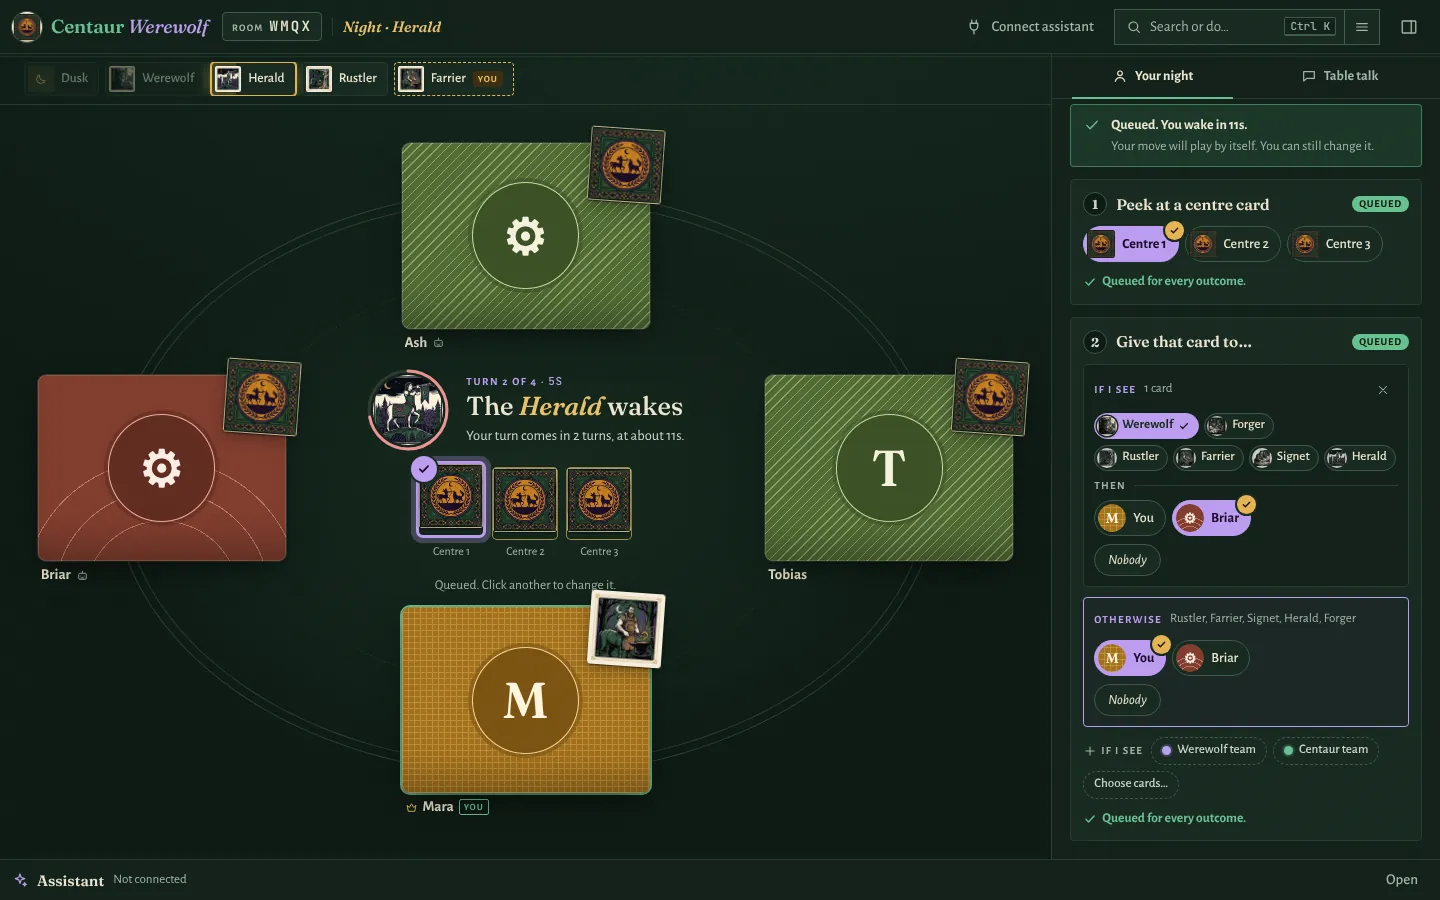 Centaur Werewolf
ROOM WMQX
Night · Herald
Connect assistant
Search or do...
Ctrl K
Dusk
Werewolf
Herald
Rustler
Farrier YOU
Your night
Table talk
Queued. You wake in 11s.
Your move will play by itself. You can still change it.
1 Peek at a centre card QUEUED
Centre 1
Centre 2
Centre 3
Queued for every outcome.
2 Give that card to... QUEUED
IF I SEE 1 card
Werewolf
Forger
Rustler
Farrier
Signet
Herald
THEN
M You
Briar
Nobody
OTHERWISE Rustler, Farrier, Signet, Herald, Forger
M You
Briar
Nobody
IF I SEE
Werewolf team
Centaur team
Choose cards...
Queued for every outcome.
Ash
Briar
TURN 2 OF 4 · 5S
The Herald wakes
Your turn comes in 2 turns, at about 11s.
Centre 1
Centre 2
Centre 3
Queued. Click another to change it.
T
Tobias
M
Mara YOU
Assistant Not connected
Open